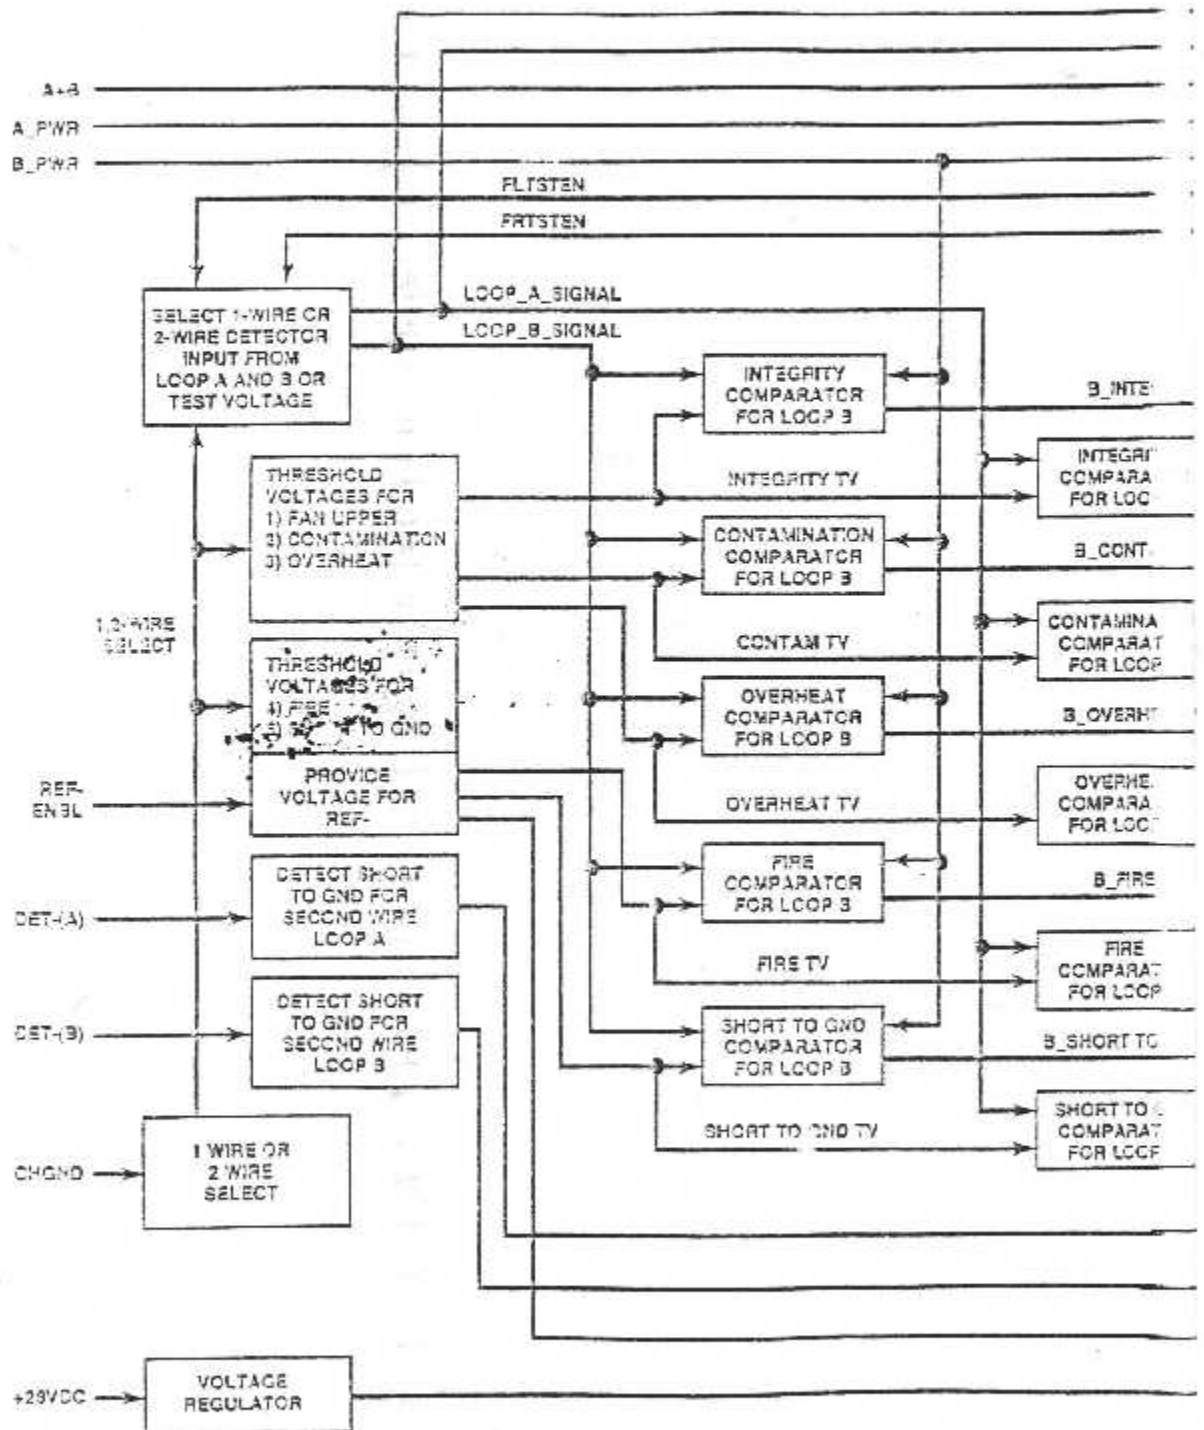 A+B
A_PWR
B_PWR
FLTSTEN
FRTSTEN
LOOP_A_SIGNAL
LOOP_B_SIGNAL
SELECT 1-WIRE OR
2-WIRE DETECTOR
INPUT FROM
LOOP A AND B OR
TEST VOLTAGE
INTEGRITY
COMPARATOR
FOR LOOP B
B_INTE
THRESHOLD
VOLTAGES FOR
1) FAN UPPER
2) CONTAMINATION
3) OVERHEAT
INTEGRITY TV
INTEGRI
COMPARA
FOR LOO
CONTAMINATION
COMPARATOR
FOR LOOP B
B_CONT
1,2-WIRE
SELECT
CONTAM TV
CONTAMINA
COMPARAT
FOR LOOP
THRESHOLD
VOLTAGES FOR
4) FIRE
TO GND
OVERHEAT
COMPARATOR
FOR LOOP B
B_OVERH
REF-
ENBL
PROVIDE
VOLTAGE FOR
REF-
OVERHEAT TV
OVERHE
COMPARA
FOR LOO
DETECT SHORT
TO GND FOR
SECOND WIRE
LOOP A
DET-(A)
FIRE
COMPARATOR
FOR LOOP B
B_FIRE
FIRE TV
FIRE
COMPARAT
FOR LOOP
DET-(B)
DETECT SHORT
TO GND FOR
SECOND WIRE
LOOP B
SHORT TO GND
COMPARATOR
FOR LOOP B
B_SHORT TO
SHORT TO GND TV
SHORT TO
COMPARAT
FOR LOOP
CHGND
1 WIRE OR
2 WIRE
SELECT
+28VDC
VOLTAGE
REGULATOR